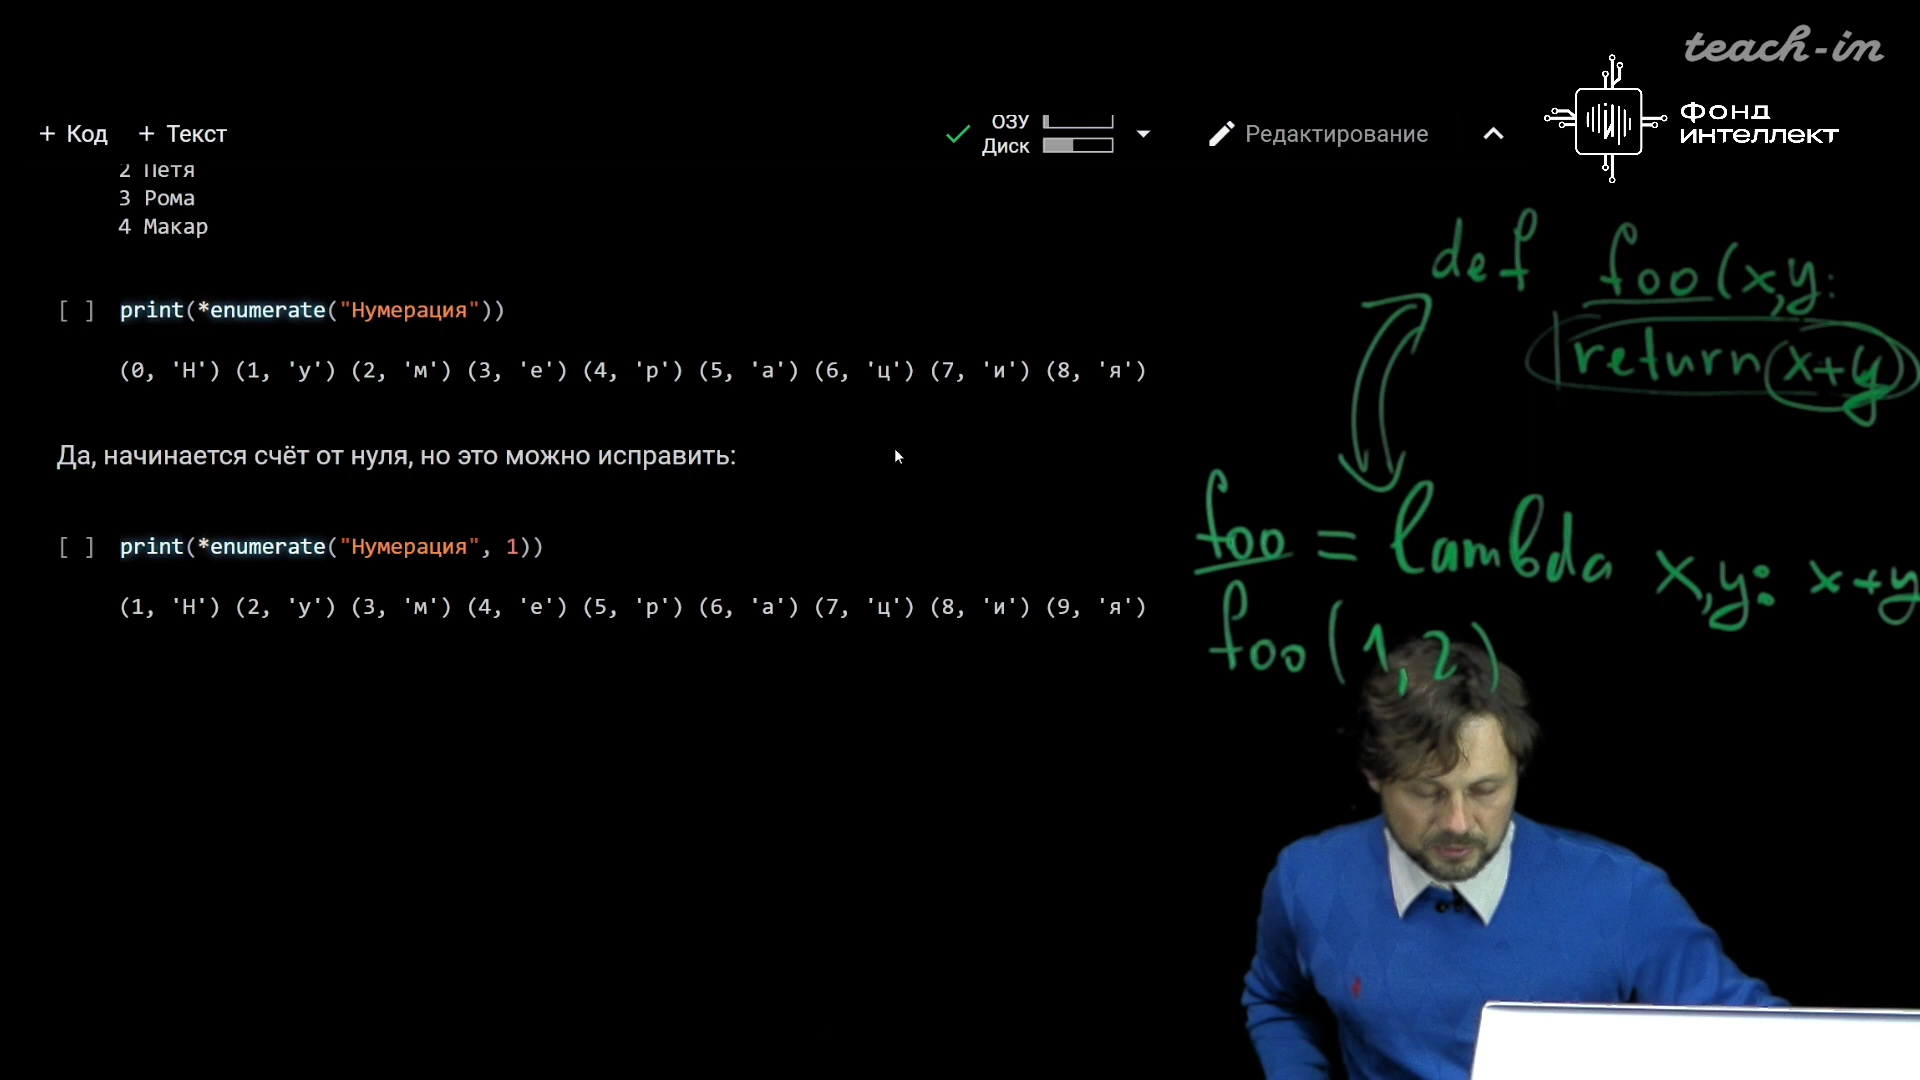 teach-in
Фонд
интеллект
+ Код + Текст
ОЗУ
Диск
Редактирование
2 Петя
3 Рома
4 Макар
[ ] print(*enumerate("Нумерация"))
(0, 'Н') (1, 'у') (2, 'м') (3, 'е') (4, 'р') (5, 'а') (6, 'ц') (7, 'и') (8, 'я')
Да, начинается счёт от нуля, но это можно исправить:
[ ] print(*enumerate("Нумерация", 1))
(1, 'Н') (2, 'у') (3, 'м') (4, 'е') (5, 'р') (6, 'а') (7, 'ц') (8, 'и') (9, 'я')
def foo(x,y:
return x+y
foo = lambda x,y: x+y
foo(1,2)